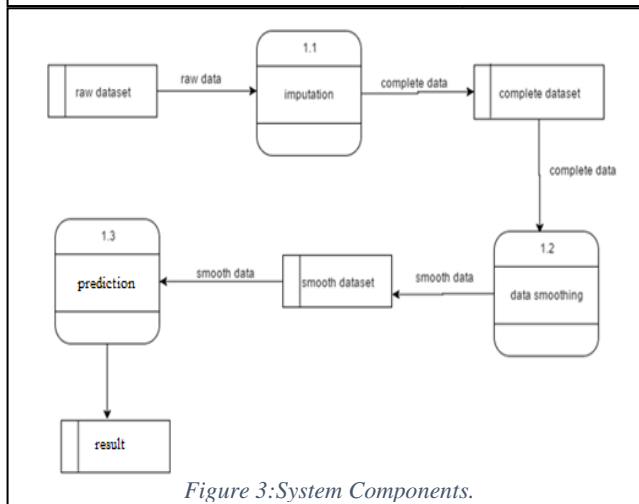 1.1
raw dataset
raw data
imputation
complete data
complete dataset
complete data
1.2
data smoothing
smooth data
smooth dataset
smooth data
1.3
prediction
result
Figure 3:System Components.